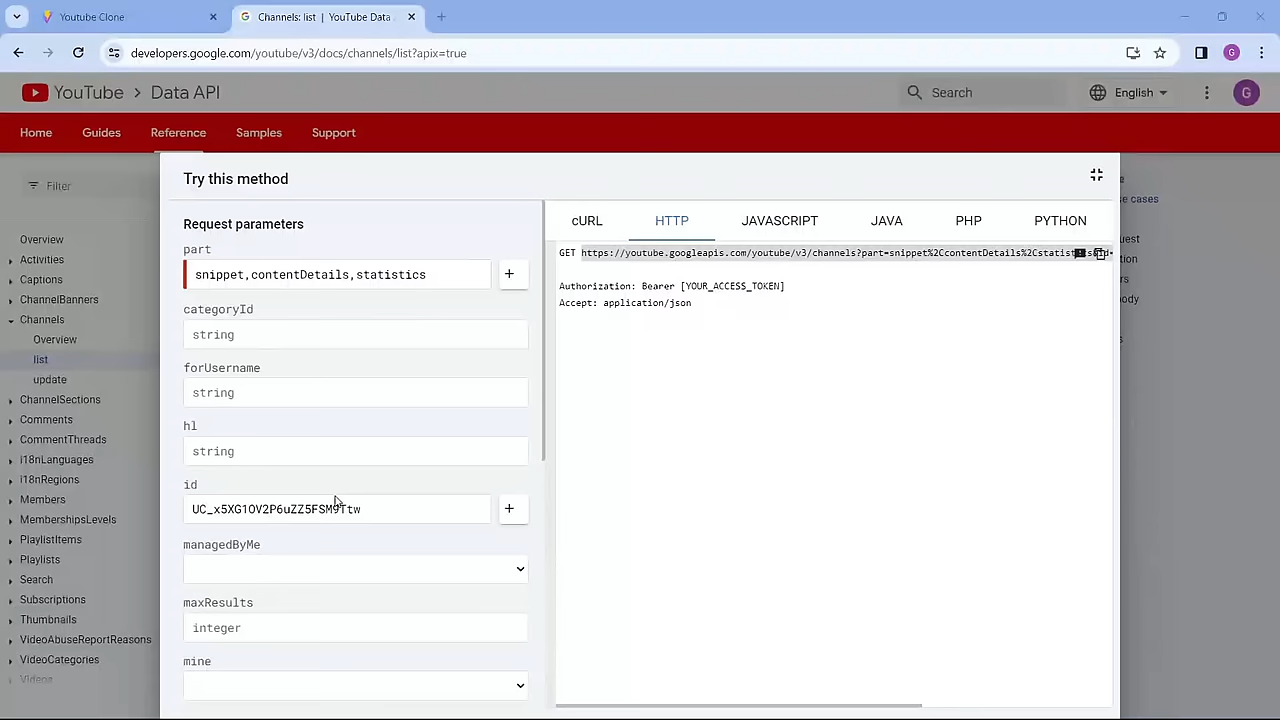 Youtube Clone
Channels: list | YouTube Data
developers.google.com/youtube/v3/docs/channels/list?apix=true
G
YouTube > Data API
Search
English
G
Home
Guides
Reference
Samples
Support
Filter
Overview
Activities
Captions
ChannelBanners
Channels
Overview
list
update
ChannelSections
Comments
CommentThreads
i18nLanguages
i18nRegions
Members
MembershipsLevels
PlaylistItems
Playlists
Search
Subscriptions
Thumbnails
VideoAbuseReportReasons
VideoCategories
Videos
Try this method
Request parameters
part
snippet,contentDetails,statistics
+
categoryId
string
forUsername
string
hl
string
id
UC_x5XG1OV2P6uZZ5FSM9Ttw
+
managedByMe
maxResults
integer
mine
cURL
HTTP
JAVASCRIPT
JAVA
PHP
PYTHON
GET https://youtube.googleapis.com/youtube/v3/channels?part=snippet%2CcontentDetails%2Cstatist
Authorization: Bearer [YOUR_ACCESS_TOKEN]
Accept: application/json
se cases